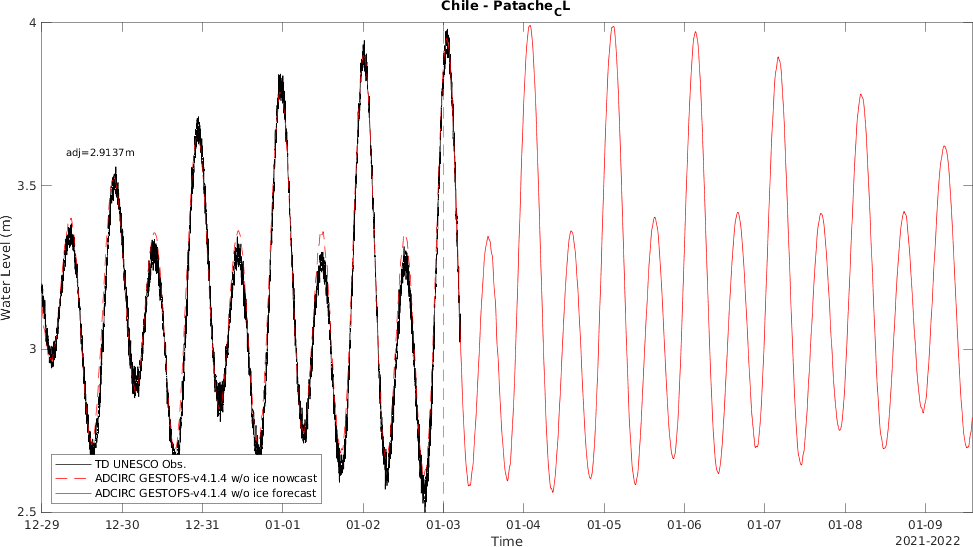 Chile - Patache_CL
4
adj=2.9137m
3.5
Water Level (m)
3
TD UNESCO Obs.
ADCIRC GESTOFS-v4.1.4 w/o ice nowcast
ADCIRC GESTOFS-v4.1.4 w/o ice forecast
2.5
12-29 12-30 12-31 01-01 01-02 01-03 01-04 01-05 01-06 01-07 01-08 01-09
Time
2021-2022